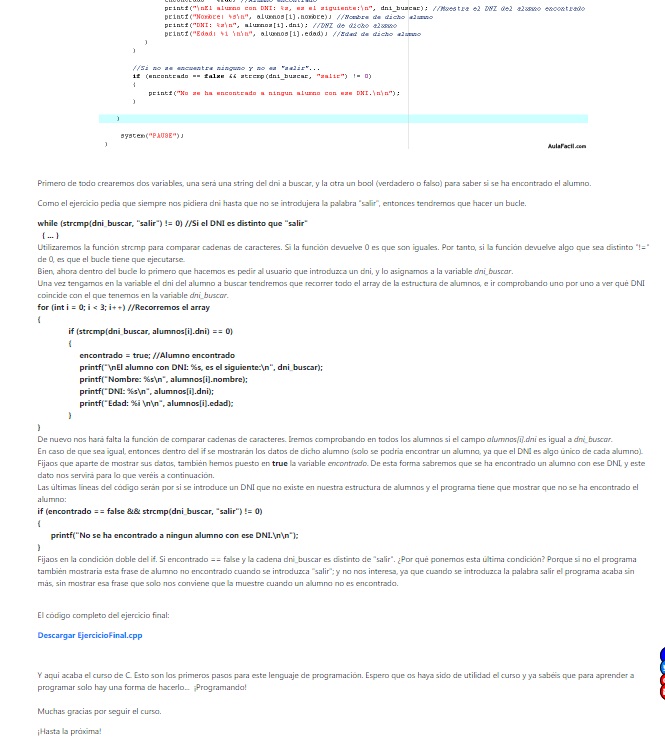 printf("\nEl alumno con DNI: %s, es el siguiente:\n", dni_buscar); //Muestra el DNI del alumno encontrado
printf("Nombre: %s\n", alumnos[i].nombre); //Nombre de dicho alumno
printf("DNI: %s\n", alumnos[i].dni); //DNI de dicho alumno
printf("Edad: %i \n\n", alumnos[i].edad); //Edad de dicho alumno
}
}
//Si no se encuentra ninguno y no es "salir"...
if (encontrado == false && strcmp(dni_buscar, "salir") != 0)
{
printf("No se ha encontrado a ningun alumno con ese DNI.\n\n");
}
}
system("PAUSE");
}
AulaFacil.com
Primero de todo crearemos dos variables, una será una string del dni a buscar, y la otra un bool (verdadero o falso) para saber si se ha encontrado el alumno.
Como el ejercicio pedía que siempre nos pidiera dni hasta que no se introdujera la palabra "salir", entonces tendremos que hacer un bucle.
while (strcmp(dni_buscar, "salir") != 0) //Si el DNI es distinto que "salir"
{ ... }
Utilizaremos la función strcmp para comparar cadenas de caracteres. Si la función devuelve 0 es que son iguales. Por tanto, si la función devuelve algo que sea distinto "!="
de 0, es que el bucle tiene que ejecutarse.
Bien, ahora dentro del bucle lo primero que hacemos es pedir al usuario que introduzca un dni, y lo asignamos a la variable dni_buscar.
Una vez tengamos en la variable el dni del alumno a buscar tendremos que recorrer todo el array de la estructura de alumnos, e ir comprobando uno por uno a ver qué DNI
coincide con el que tenemos en la variable dni_buscar.
for (int i = 0; i < 3; i++) //Recorremos el array
{
if (strcmp(dni_buscar, alumnos[i].dni) == 0)
{
encontrado = true; //Alumno encontrado
printf("\nEl alumno con DNI: %s, es el siguiente:\n", dni_buscar);
printf("Nombre: %s\n", alumnos[i].nombre);
printf("DNI: %s\n", alumnos[i].dni);
printf("Edad: %i \n\n", alumnos[i].edad);
}
}
De nuevo nos hará falta la función de comparar cadenas de caracteres. Iremos comprobando en todos los alumnos si el campo alumnos[i].dni es igual a dni_buscar.
En caso de que sea igual, entonces dentro del if se mostrarán los datos de dicho alumno (solo se podría encontrar un alumno, ya que el DNI es algo único de cada alumno).
Fijaos que aparte de mostrar sus datos, también hemos puesto en true la variable encontrado. De esta forma sabremos que se ha encontrado un alumno con ese DNI, y este
dato nos servirá para lo que veréis a continuación.
Las últimas líneas del código serán por si se introduce un DNI que no existe en nuestra estructura de alumnos y el programa tiene que mostrar que no se ha encontrado el
alumno:
if (encontrado == false && strcmp(dni_buscar, "salir") != 0)
{
printf("No se ha encontrado a ningun alumno con ese DNI.\n\n");
}
Fijaos en la condición doble del if. Si encontrado == false y la cadena dni_buscar es distinto de "salir". ¿Por qué ponemos esta última condición? Porque si no el programa
también mostraría esta frase de alumno no encontrado cuando se introduzca "salir"; y no nos interesa, ya que cuando se introduzca la palabra salir el programa acaba sin
más, sin mostrar esa frase que solo nos conviene que la muestre cuando un alumno no es encontrado.
El código completo del ejercicio final:
Descargar EjercicioFinal.cpp
Y aquí acaba el curso de C. Esto son los primeros pasos para este lenguaje de programación. Espero que os haya sido de utilidad el curso y ya sabéis que para aprender a
programar solo hay una forma de hacerlo... ¡Programando!
Muchas gracias por seguir el curso.
¡Hasta la próxima!